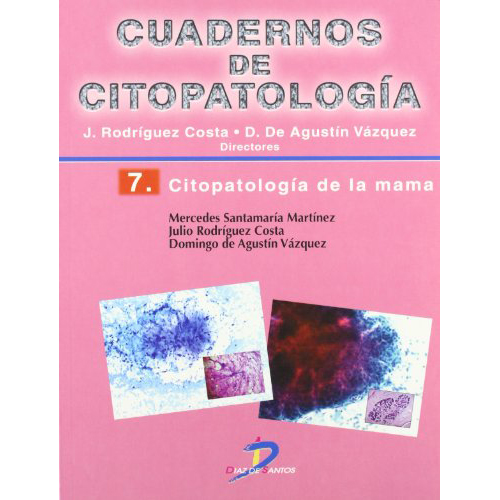 CUADERNOS
DE
CITOPATOLOGÍA
J. Rodríguez Costa • D. De Agustín Vázquez
Directores
7. Citopatología de la mama
Mercedes Santamaría Martínez
Julio Rodríguez Costa
Domingo de Agustín Vázquez
DIAZ DE SANTOS